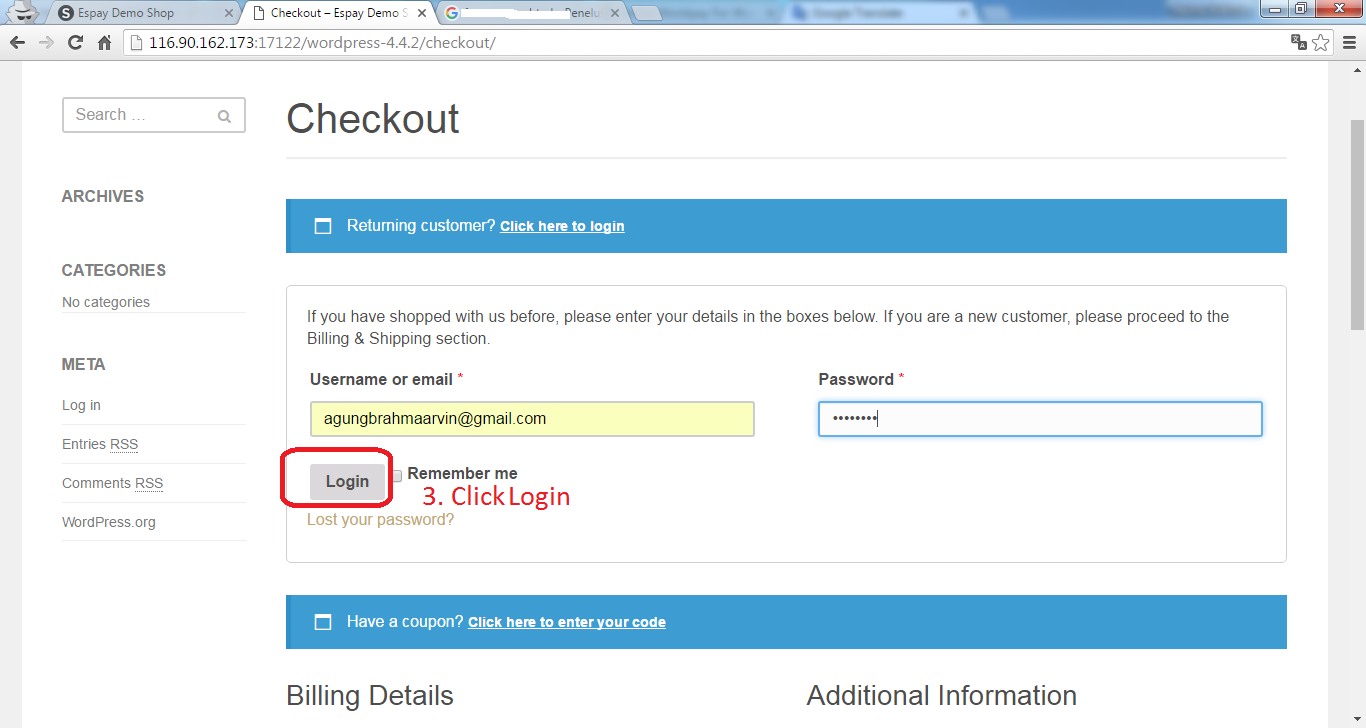 Espay Demo Shop
Checkout – Espay Demo S
Google Translate
116.90.162.173:17122/wordpress-4.4.2/checkout/
Search ...
Checkout
ARCHIVES
Returning customer? Click here to login
CATEGORIES
No categories
If you have shopped with us before, please enter your details in the boxes below. If you are a new customer, please proceed to the
Billing & Shipping section.
META
Username or email *
Password *
Log in
agungbrahmaarvin@gmail.com
••••••••
Entries RSS
Login
Remember me
3. Click Login
Comments RSS
Lost your password?
WordPress.org
Have a coupon? Click here to enter your code
Billing Details
Additional Information